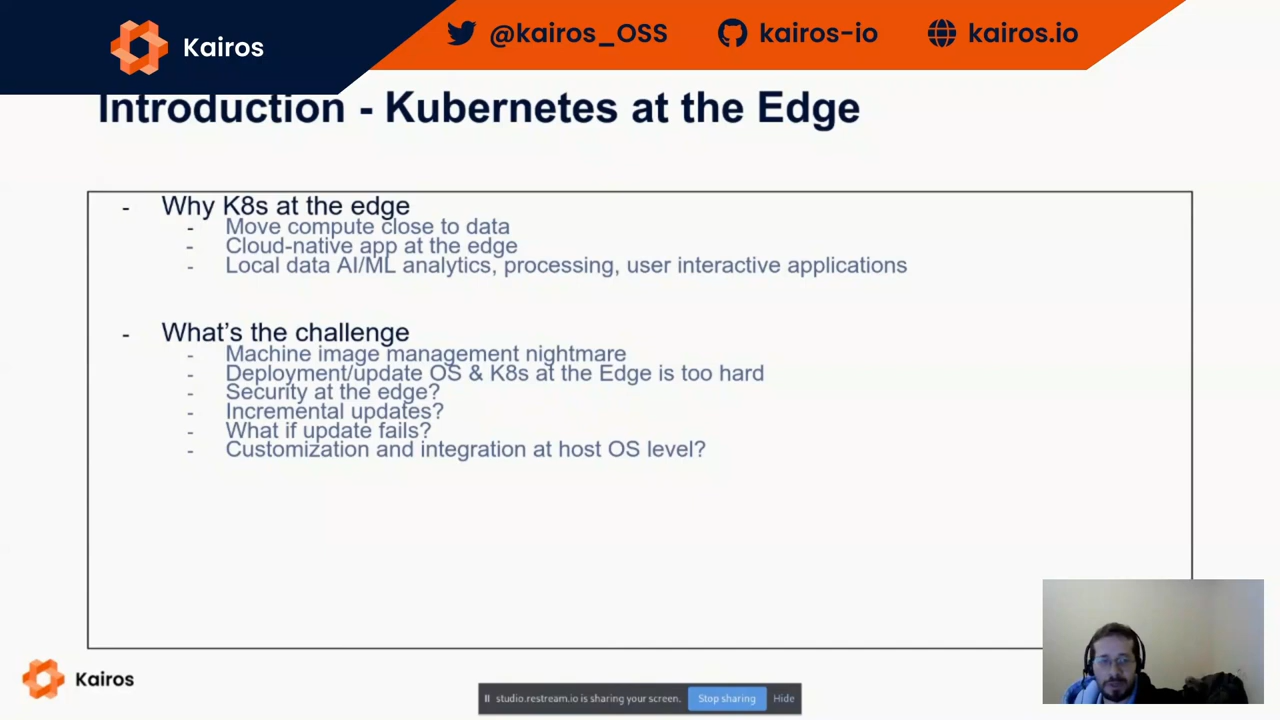 Kairos
@kairos_OSS
kairos-io
kairos.io
Introduction - Kubernetes at the Edge
- Why K8s at the edge
- Move compute close to data
- Cloud-native app at the edge
- Local data AI/ML analytics, processing, user interactive applications
- What’s the challenge
- Machine image management nightmare
- Deployment/update OS & K8s at the Edge is too hard
- Security at the edge?
- Incremental updates?
- What if update fails?
- Customization and integration at host OS level?
Kairos
studio.restream.io is sharing your screen.
Stop sharing
Hide